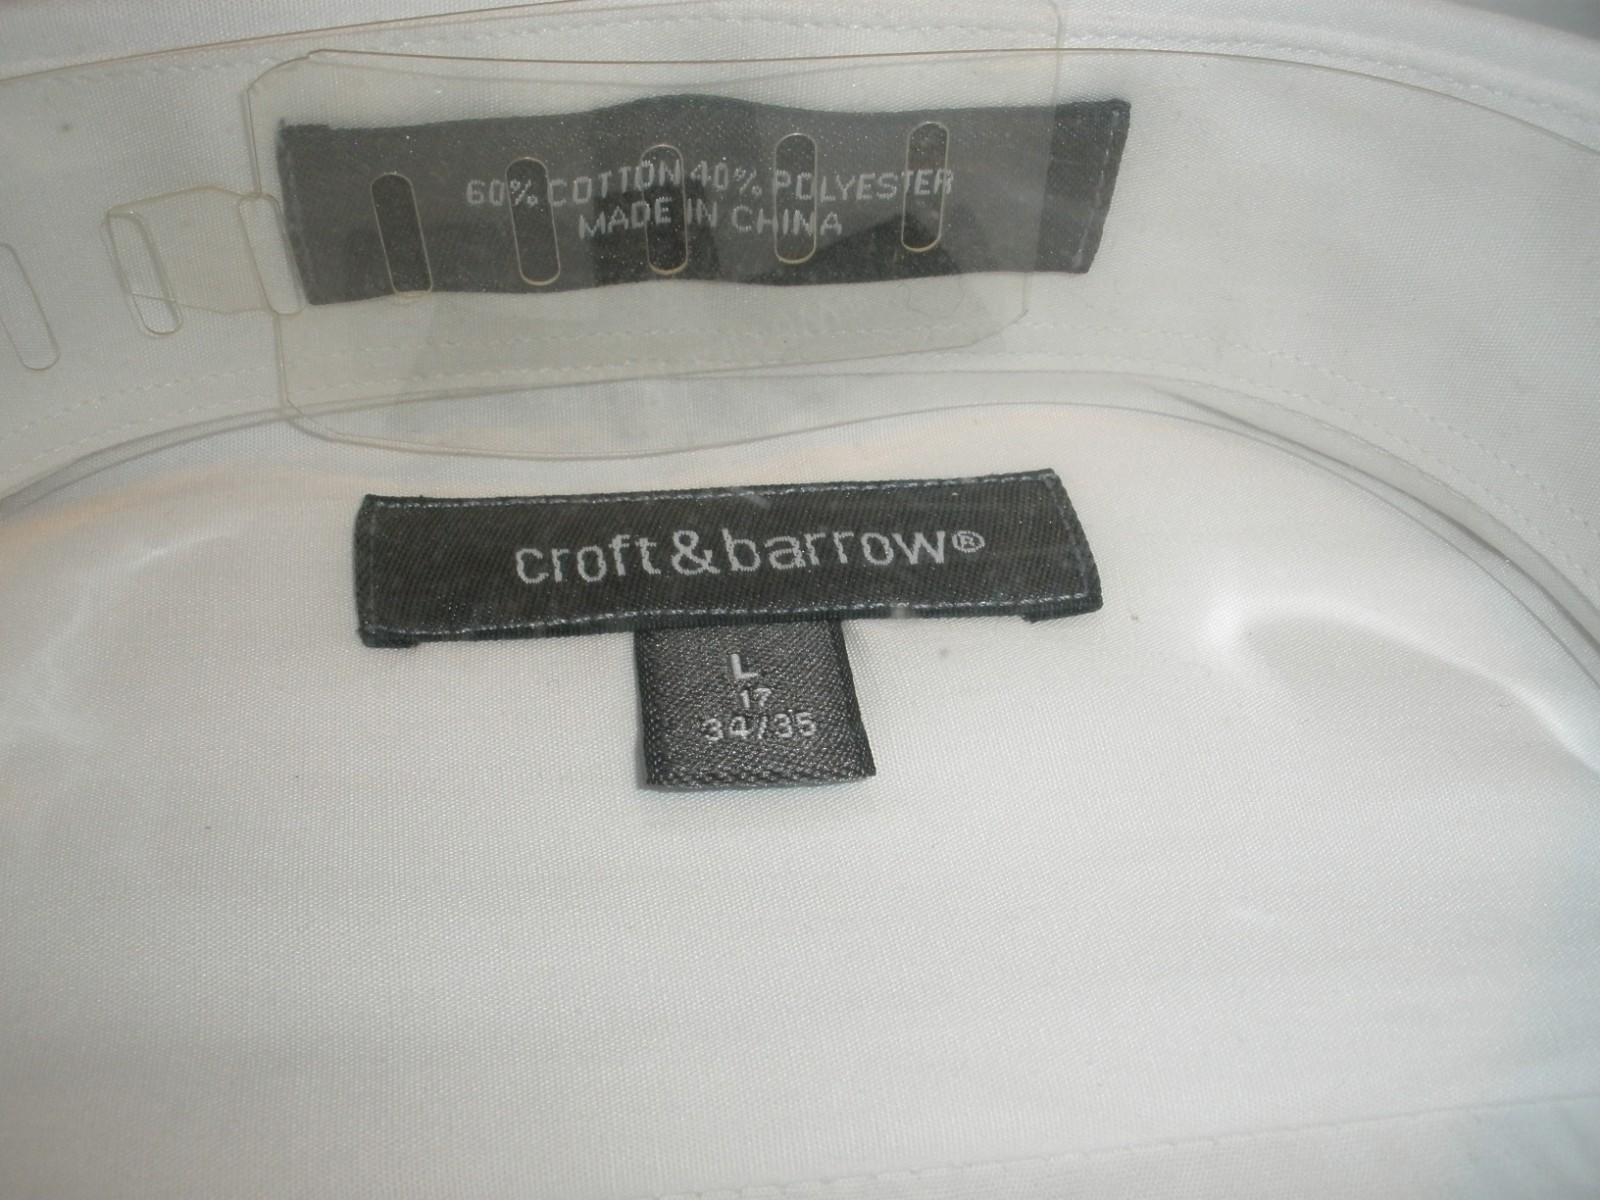 60% COTTON 40% POLYESTER
MADE IN CHINA
croft&barrow®
L
17
34/35